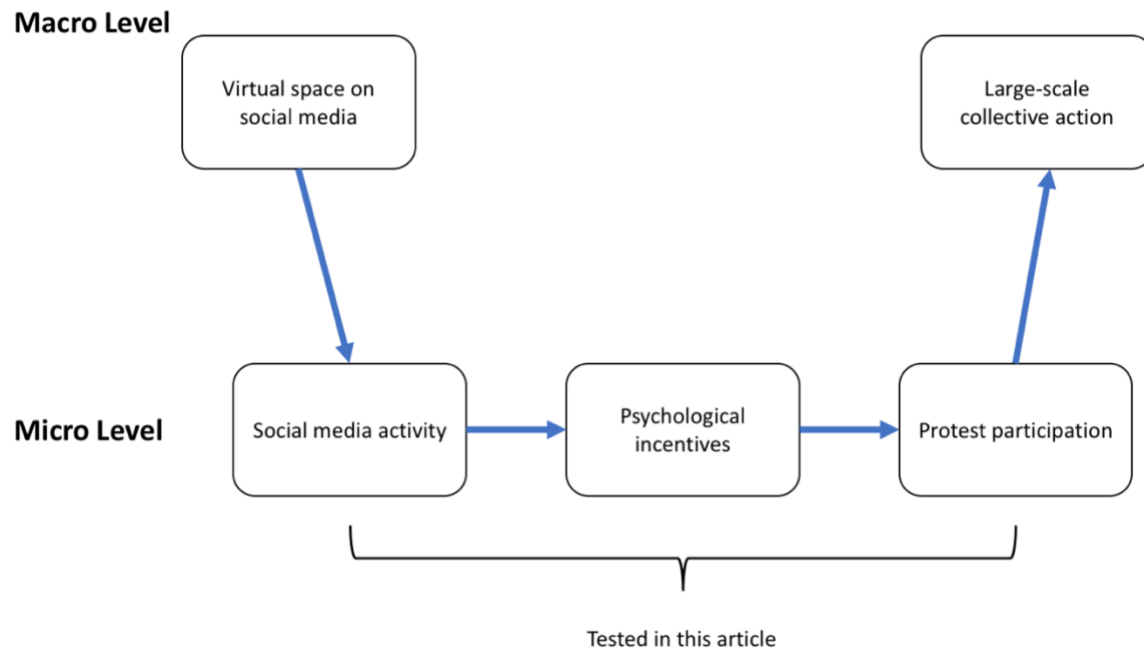 Macro Level
Virtual space on
social media
Large-scale
collective action
Micro Level
Social media activity
Psychological
incentives
Protest participation
Tested in this article